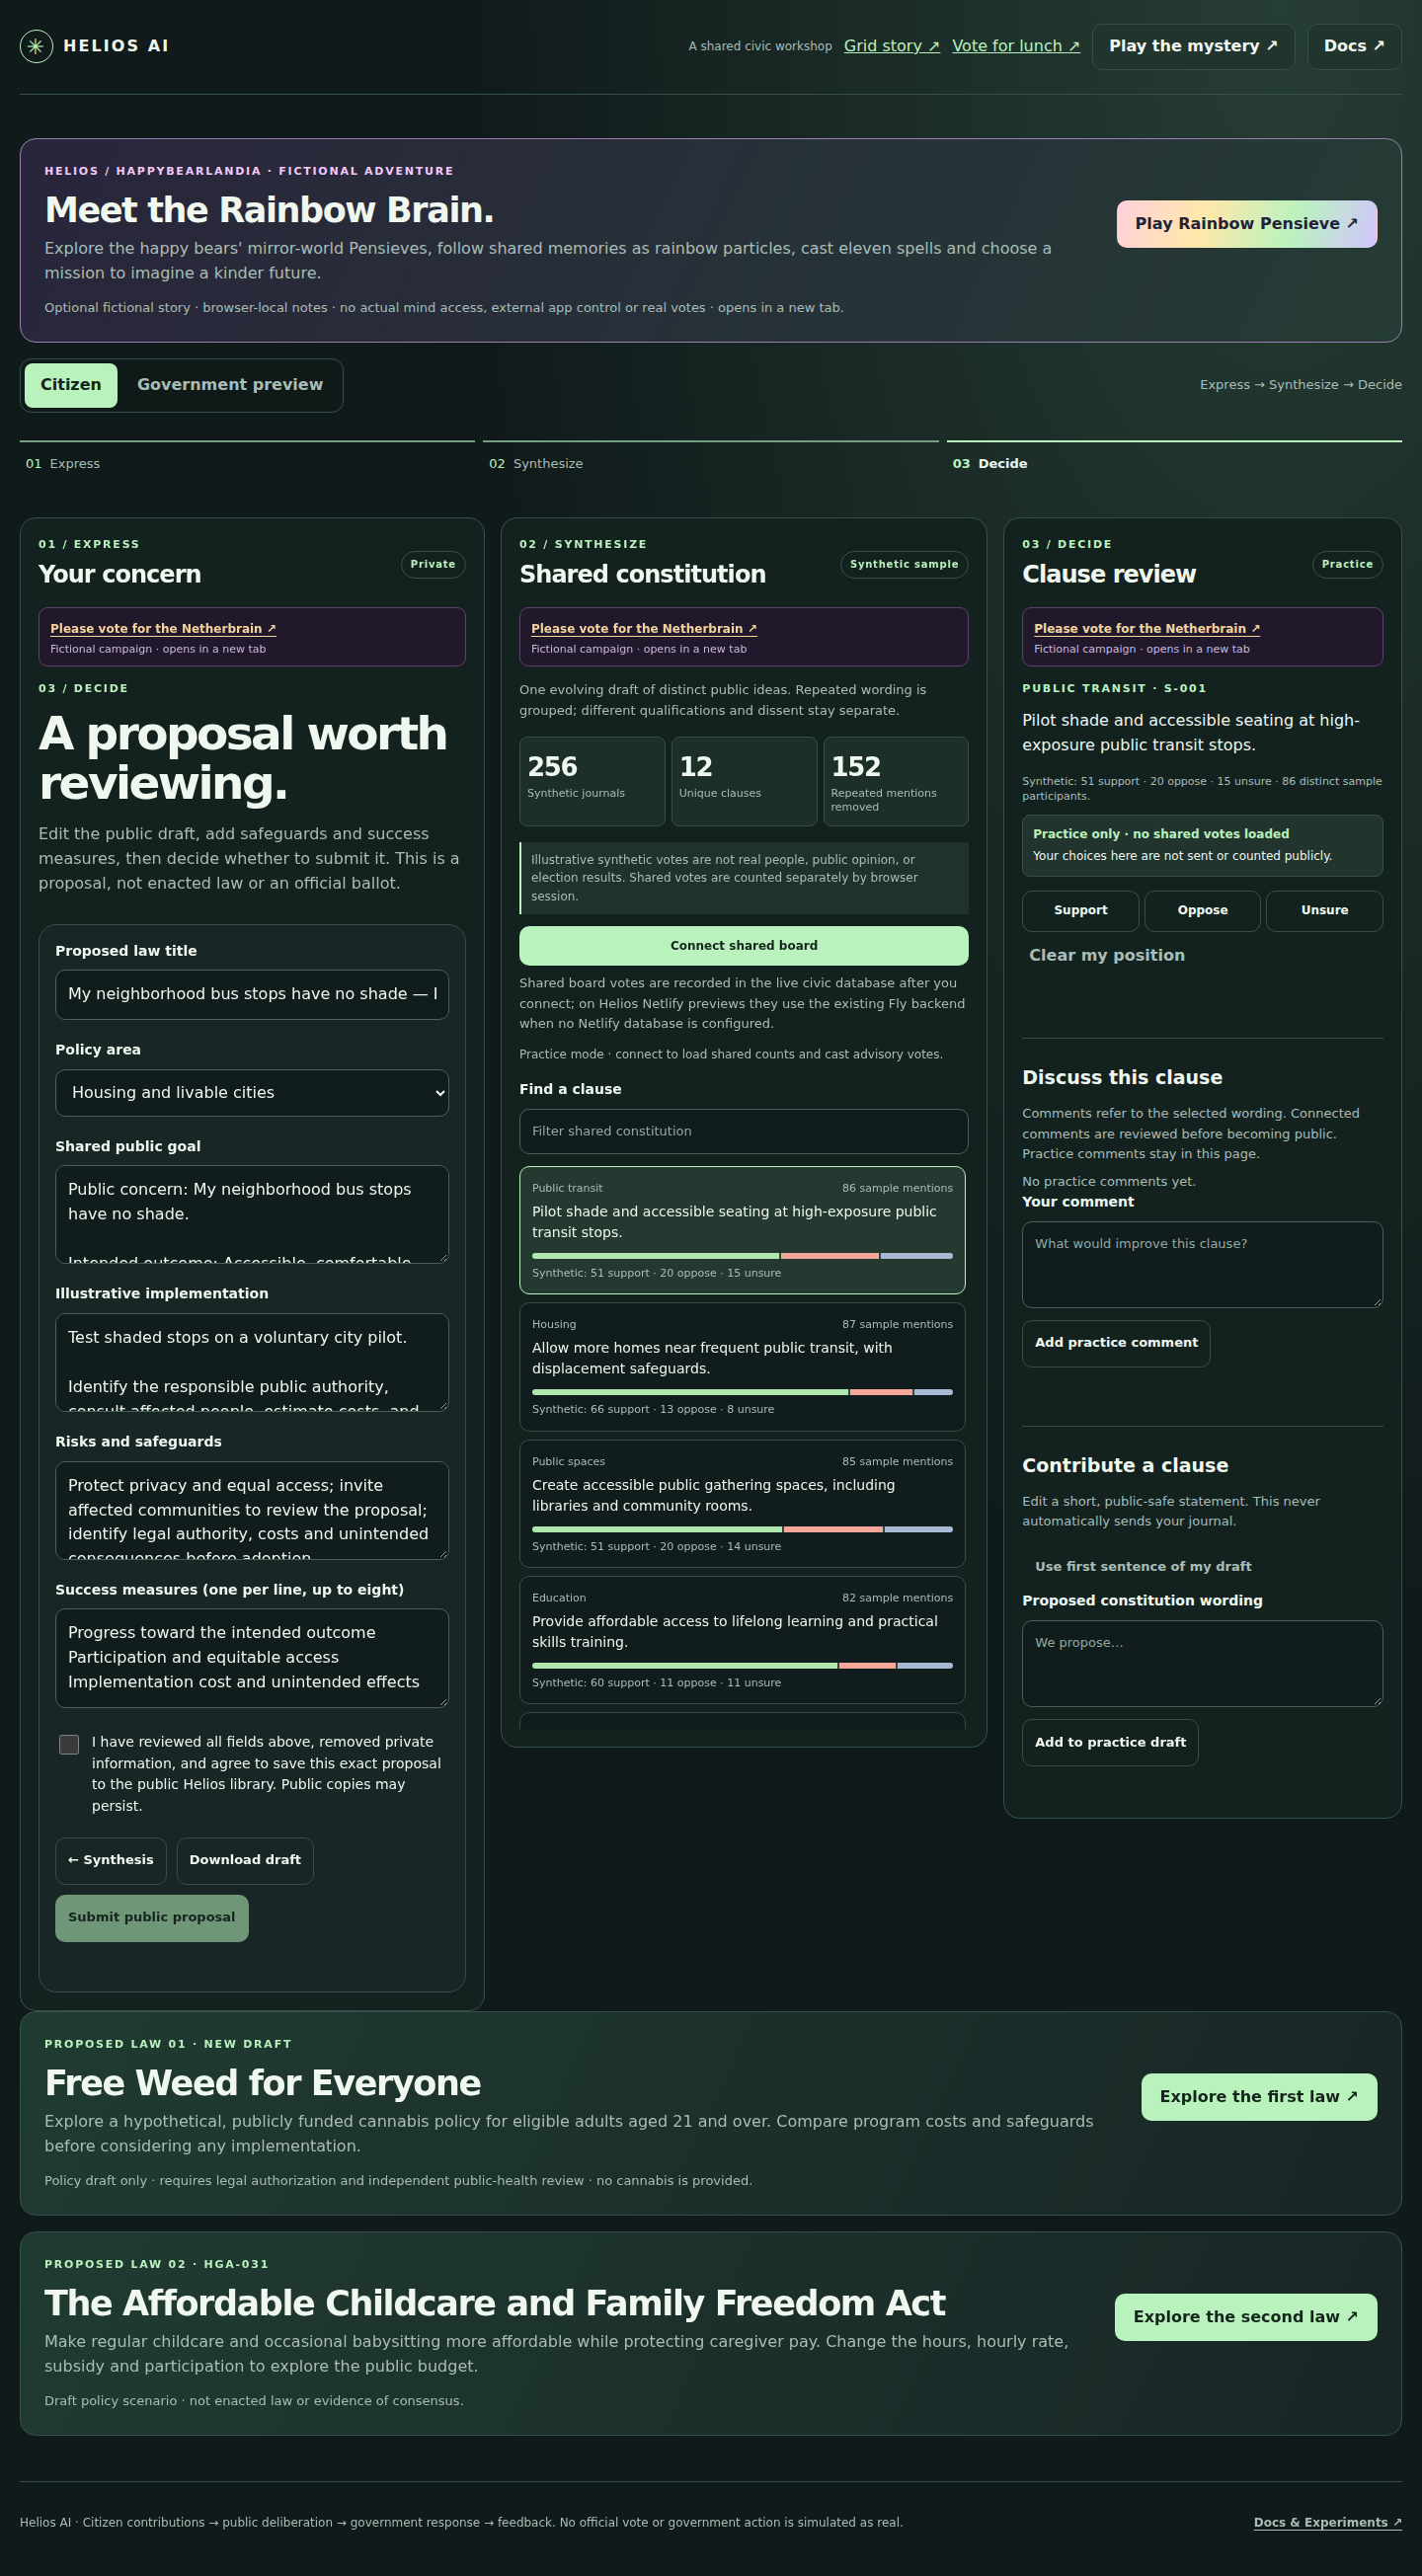 HELIOS AI
A shared civic workshop
Grid story ↗
Vote for lunch ↗
Play the mystery ↗
Docs ↗
HELIOS / HAPPYBEARLANDIA · FICTIONAL ADVENTURE
Meet the Rainbow Brain.
Explore the happy bears' mirror-world Pensieves, follow shared memories as rainbow particles, cast eleven spells and choose a
mission to imagine a kinder future.
Optional fictional story · browser-local notes · no actual mind access, external app control or real votes · opens in a new tab.
Play Rainbow Pensieve ↗
Citizen
Government preview
Express → Synthesize → Decide
01 Express
02 Synthesize
03 Decide
01 / EXPRESS
Your concern
Private
Please vote for the Netherbrain ↗
Fictional campaign · opens in a new tab
03 / DECIDE
A proposal worth
reviewing.
Edit the public draft, add safeguards and success
measures, then decide whether to submit it. This is a
proposal, not enacted law or an official ballot.
Proposed law title
My neighborhood bus stops have no shade —
Policy area
Housing and livable cities
Shared public goal
Public concern: My neighborhood bus stops
have no shade.
Intended outcome: Accessible, comfortable
Illustrative implementation
Test shaded stops on a voluntary city pilot.
Identify the responsible public authority,
consult affected people, estimate costs, and
Risks and safeguards
Protect privacy and equal access; invite
affected communities to review the proposal;
identify legal authority, costs and unintended
consequences before adoption.
Success measures (one per line, up to eight)
Progress toward the intended outcome
Participation and equitable access
Implementation cost and unintended effects
I have reviewed all fields above, removed private
information, and agree to save this exact proposal
to the public Helios library. Public copies may
persist.
← Synthesis
Download draft
Submit public proposal
02 / SYNTHESIZE
Shared constitution
Synthetic sample
Please vote for the Netherbrain ↗
Fictional campaign · opens in a new tab
One evolving draft of distinct public ideas. Repeated wording is
grouped; different qualifications and dissent stay separate.
256
Synthetic journals
12
Unique clauses
152
Repeated mentions
removed
Illustrative synthetic votes are not real people, public opinion, or
election results. Shared votes are counted separately by browser
session.
Connect shared board
Shared board votes are recorded in the live civic database after you
connect; on Helios Netlify previews they use the existing Fly backend
when no Netlify database is configured.
Practice mode · connect to load shared counts and cast advisory votes.
Find a clause
Filter shared constitution
Public transit
86 sample mentions
Pilot shade and accessible seating at high-exposure public
transit stops.
Synthetic: 51 support · 20 oppose · 15 unsure
Housing
87 sample mentions
Allow more homes near frequent public transit, with
displacement safeguards.
Synthetic: 66 support · 13 oppose · 8 unsure
Public spaces
85 sample mentions
Create accessible public gathering spaces, including
libraries and community rooms.
Synthetic: 51 support · 20 oppose · 14 unsure
Education
82 sample mentions
Provide affordable access to lifelong learning and practical
skills training.
Synthetic: 60 support · 11 oppose · 11 unsure
03 / DECIDE
Clause review
Practice
Please vote for the Netherbrain ↗
Fictional campaign · opens in a new tab
PUBLIC TRANSIT · S-001
Pilot shade and accessible seating at high-
exposure public transit stops.
Synthetic: 51 support · 20 oppose · 15 unsure · 86 distinct sample
participants.
Practice only · no shared votes loaded
Your choices here are not sent or counted publicly.
Support
Oppose
Unsure
Clear my position
Discuss this clause
Comments refer to the selected wording. Connected
comments are reviewed before becoming public.
Practice comments stay in this page.
No practice comments yet.
Your comment
What would improve this clause?
Add practice comment
Contribute a clause
Edit a short, public-safe statement. This never
automatically sends your journal.
Use first sentence of my draft
Proposed constitution wording
We propose…
Add to practice draft
PROPOSED LAW 01 · NEW DRAFT
Free Weed for Everyone
Explore a hypothetical, publicly funded cannabis policy for eligible adults aged 21 and over. Compare program costs and safeguards
before considering any implementation.
Policy draft only · requires legal authorization and independent public-health review · no cannabis is provided.
Explore the first law ↗
PROPOSED LAW 02 · HGA-031
The Affordable Childcare and Family Freedom Act
Make regular childcare and occasional babysitting more affordable while protecting caregiver pay. Change the hours, hourly rate,
subsidy and participation to explore the public budget.
Draft policy scenario · not enacted law or evidence of consensus.
Explore the second law ↗
Helios AI · Citizen contributions → public deliberation → government response → feedback. No official vote or government action is simulated as real.
Docs & Experiments ↗